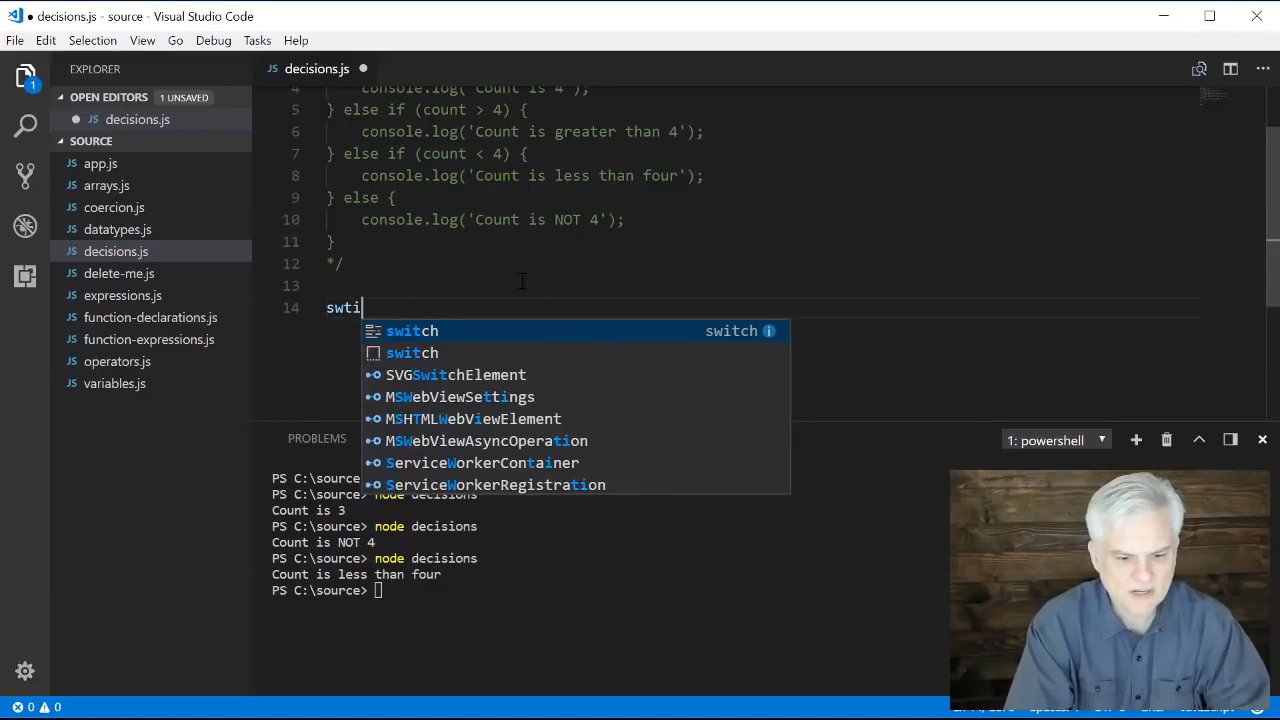 decisions.js - source - Visual Studio Code
File Edit Selection View Go Debug Tasks Help
EXPLORER
OPEN EDITORS 1 UNSAVED
decisions.js
SOURCE
JS app.js
JS arrays.js
JS coercion.js
JS datatypes.js
JS decisions.js
JS delete-me.js
JS expressions.js
JS function-declarations.js
JS function-expressions.js
JS operators.js
JS variables.js
1
JS decisions.js
4 console.log('Count is 4');
5 } else if (count > 4) {
6 console.log('Count is greater than 4');
7 } else if (count < 4) {
8 console.log('Count is less than four');
9 } else {
10 console.log('Count is NOT 4');
11 }
12 */
13
14 swti
switch switch
switch
SVGSwitchElement
MSWebViewSettings
MSHTMLWebViewElement
MSWebViewAsyncOperation
ServiceWorkerContainer
ServiceWorkerRegistration
PROBLEMS
1: powershell
PS C:\source>
PS C:\source> node decisions
Count is 3
PS C:\source> node decisions
Count is NOT 4
PS C:\source> node decisions
Count is less than four
PS C:\source>
0 0